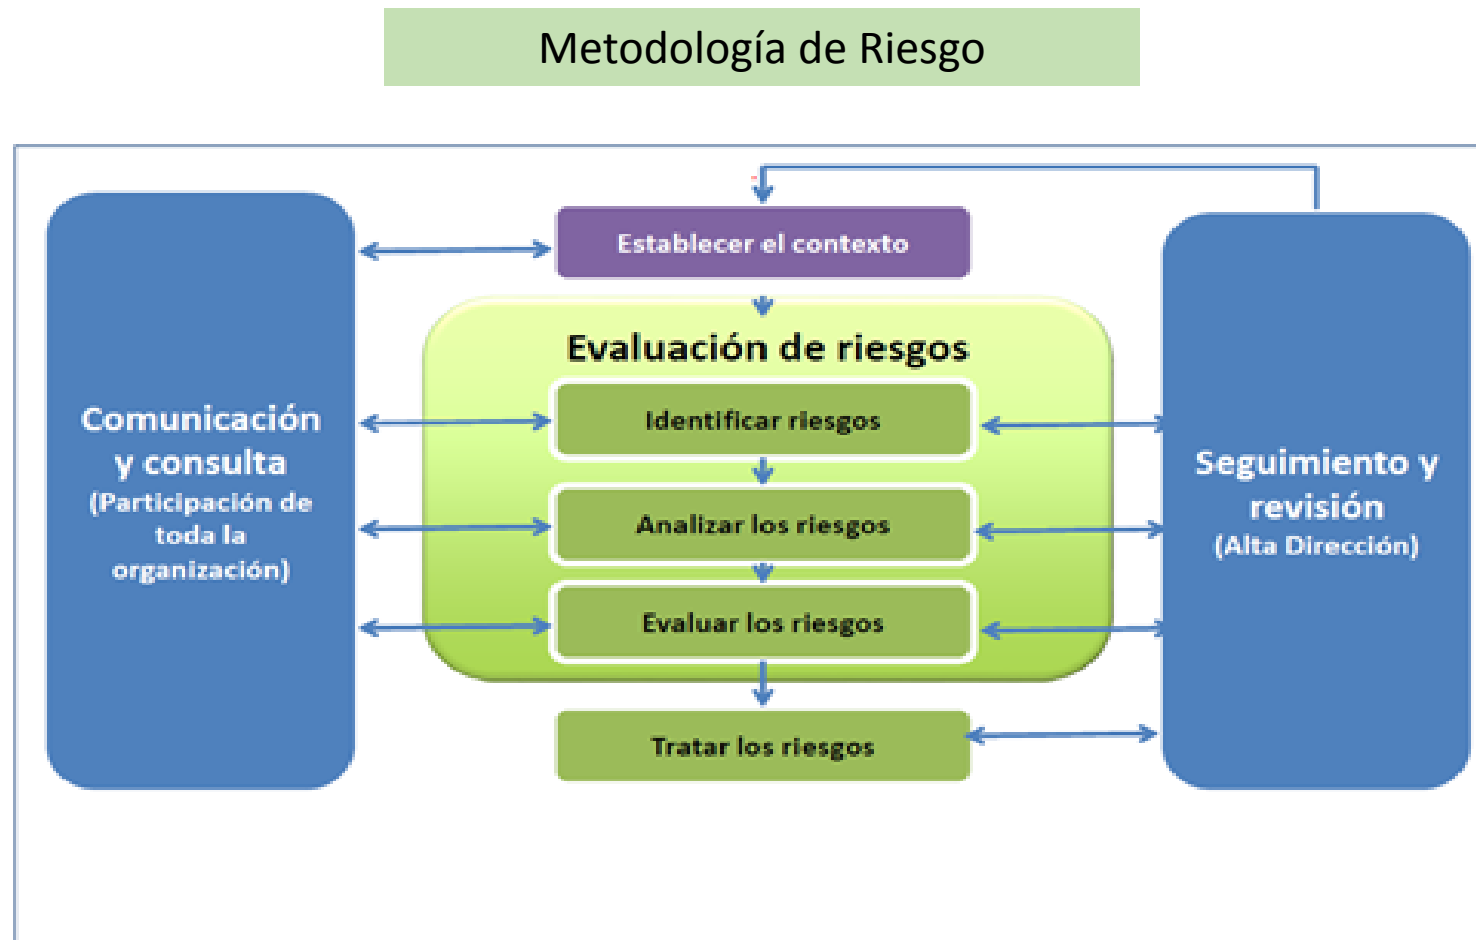 Metodología de Riesgo
Establecer el contexto
Evaluación de riesgos
Identificar riesgos
Analizar los riesgos
Evaluar los riesgos
Tratar los riesgos
Comunicación
y consulta
(Participación de
toda la
organización)
Seguimiento y
revisión
(Alta Dirección)